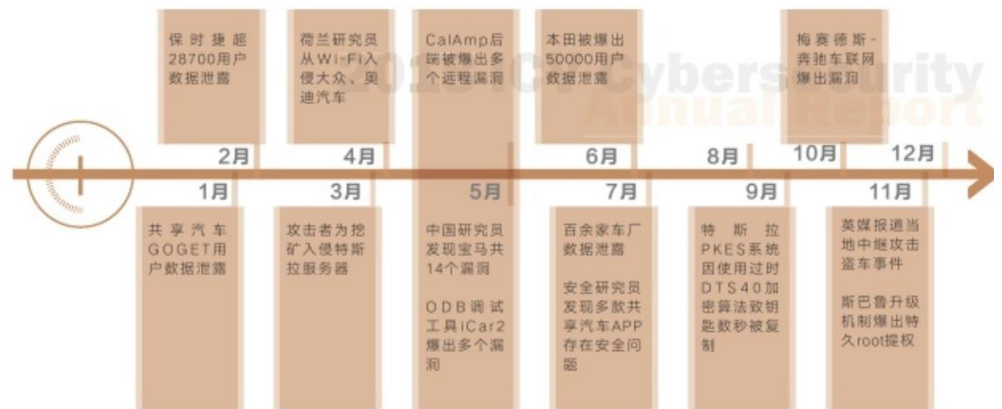 保时捷超
28700用户
数据泄露
荷兰研究员
从Wi-Fi入
侵大众、奥
迪汽车
CalAmp后
端被爆出多
个远程漏洞
本田被爆出
50000用户
数据泄露
梅赛德斯-
奔驰车联网
爆出漏洞
Cybersecurity
Annual Report
2月
4月
6月
8月
10月
12月
1月
3月
5月
7月
9月
11月
共享汽车
GOGET用
户数据泄露
攻击者为挖
矿入侵特斯
拉服务器
中国研究员
发现宝马共
14个漏洞
ODB调试
工具iCar2
爆出多个漏
洞
百余家车厂
数据泄露
安全研究员
发现多款共
享汽车APP
存在安全问
题
特斯拉
PKES系统
因使用过时
DTS40加
密算法致钥
匙数秒被复
制
英媒报道当
地中继攻击
盗车事件
斯巴鲁升级
机制爆出特
久root提权